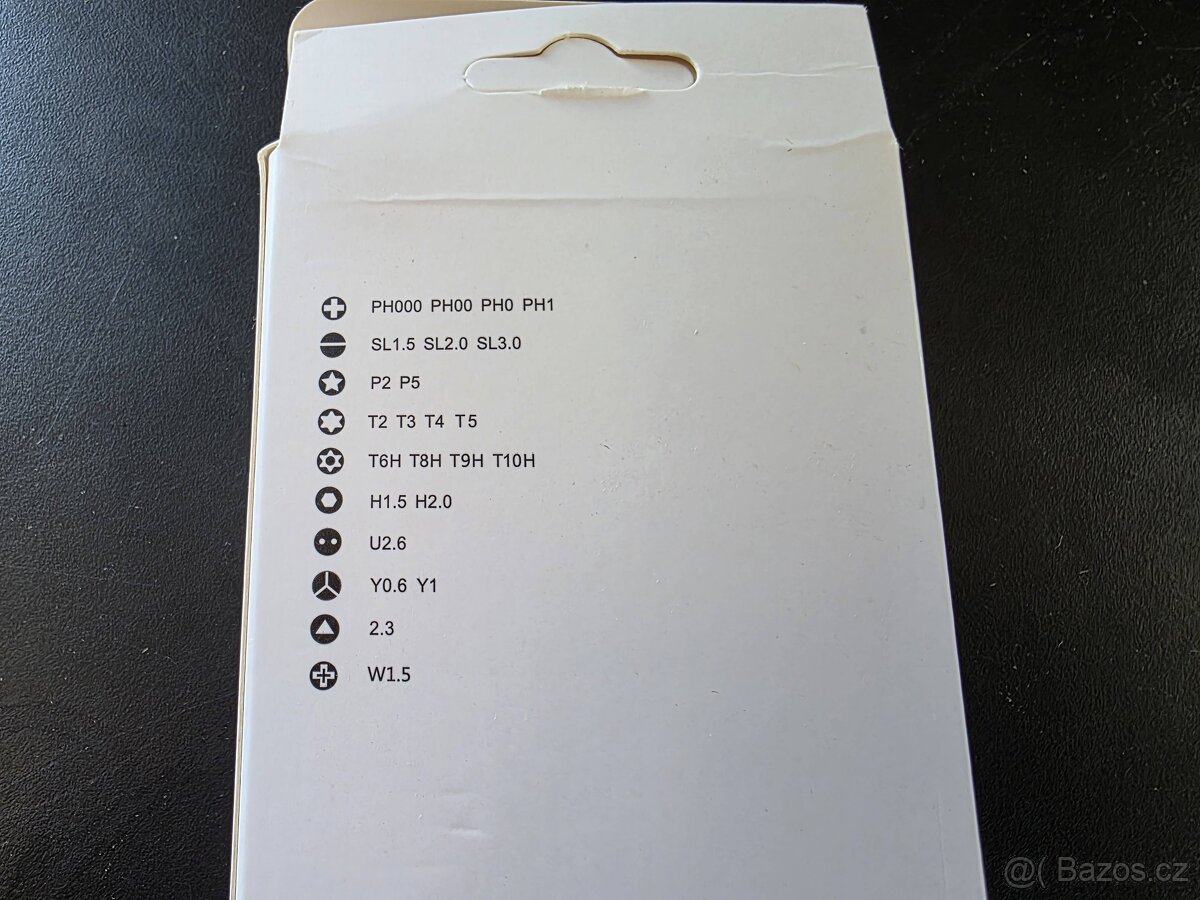 PH000 PH00 PH0 PH1
SL1.5 SL2.0 SL3.0
P2 P5
T2 T3 T4 T5
T6H T8H T9H T10H
H1.5 H2.0
U2.6
Y0.6 Y1
2.3
W1.5
@( Bazos.cz